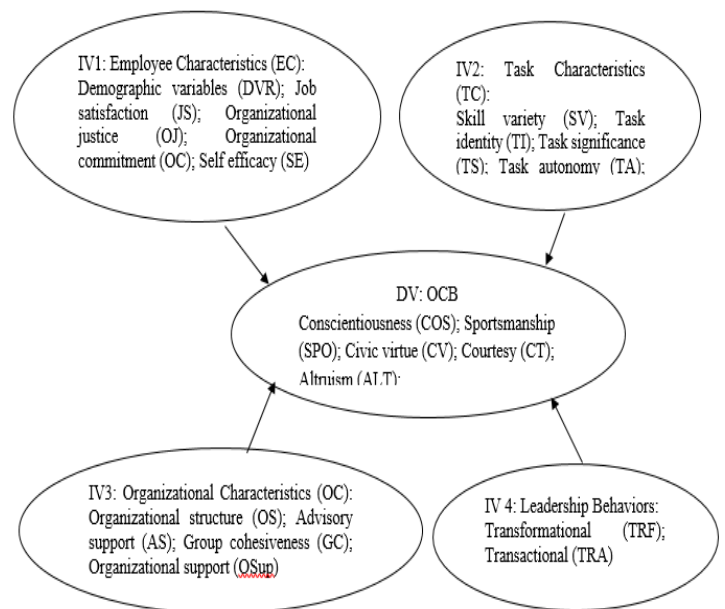 IV1: Employee Characteristics (EC):
Demographic variables (DVR); Job
satisfaction (JS); Organizational
justice (OJ); Organizational
commitment (OC); Self efficacy (SE)
IV2: Task Characteristics
(TC):
Skill variety (SV); Task
identity (TI); Task significance
(TS); Task autonomy (TA);
DV: OCB
Conscientiousness (COS); Sportsmanship
(SPO); Civic virtue (CV); Courtesy (CT);
Altruism (ALT);
IV3: Organizational Characteristics (OC):
Organizational structure (OS); Advisory
support (AS); Group cohesiveness (GC);
Organizational support (OSup)
IV 4: Leadership Behaviors:
Transformational (TRF);
Transactional (TRA)